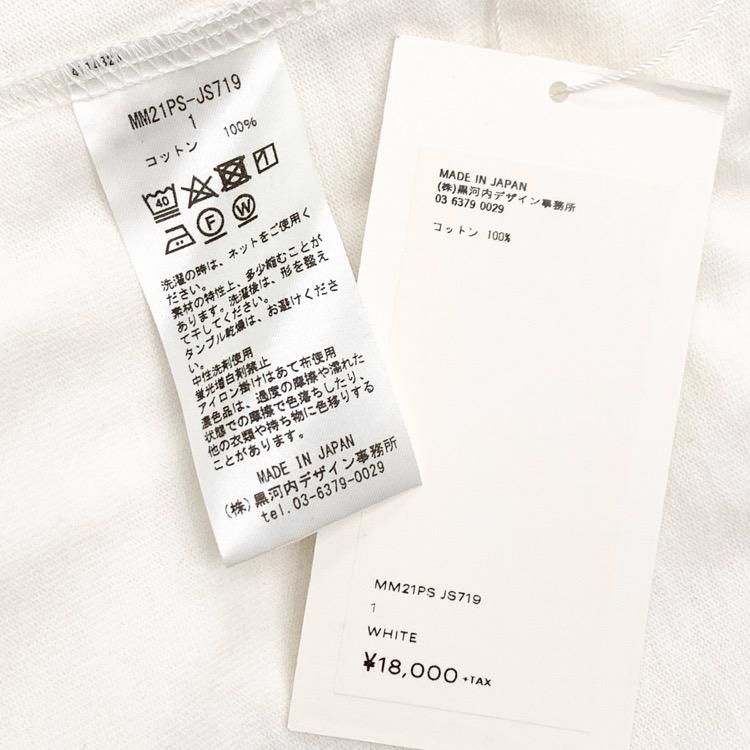 MM21PS-JS719
1
コットン 100%
40
1
F
W
洗濯の時は、ネットをご使用く
ださい。
素材の特性上、多少縮むことが
あります。洗濯後は、形を整え
て干してください。
タンブル乾燥は、お避けくださ
い。
中性洗剤使用
蛍光増白剤禁止
アイロン掛けはあて布使用
濃色品は、過度の摩擦や濡れた
状態での摩擦で色落ちしたり、
他の衣類や持ち物に色移りする
ことがあります。
MADE IN JAPAN
(株)黒河内デザイン事務所
tel.03-6379-0029
MADE IN JAPAN
(株)黒河内デザイン事務所
03 6379 0029
コットン 100%
MM21PS JS719
1
WHITE
¥18,000 +TAX